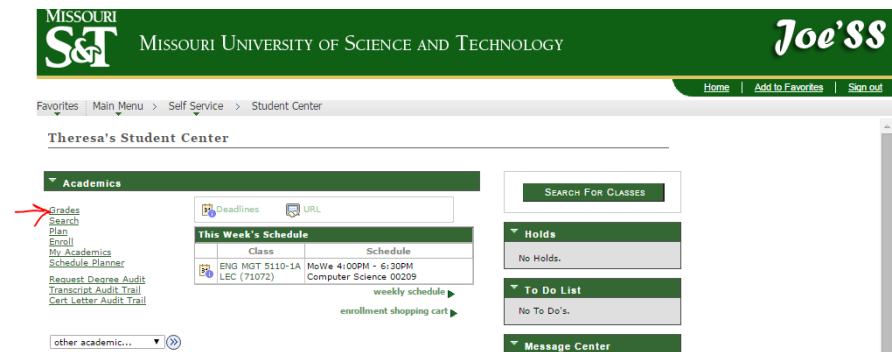 MISSOURI
S&T
MISSOURI UNIVERSITY OF SCIENCE AND TECHNOLOGY
Joe'SS
Home | Add to Favorites | Sign out
Favorites | Main Menu > Self Service > Student Center
Theresa's Student Center
Academics
Grades
Search
Plan
Enroll
My Academics
Schedule Planner
Request Degree Audit
Transcript Audit Trail
Cert Letter Audit Trail
other academic...
Deadlines
URL
This Week's Schedule
Class Schedule
ENG MGT 5110-1A MoWe 4:00PM - 6:30PM
LEC (71072) Computer Science 00209
weekly schedule
enrollment shopping cart
SEARCH FOR CLASSES
Holds
No Holds.
To Do List
No To Do's.
Message Center